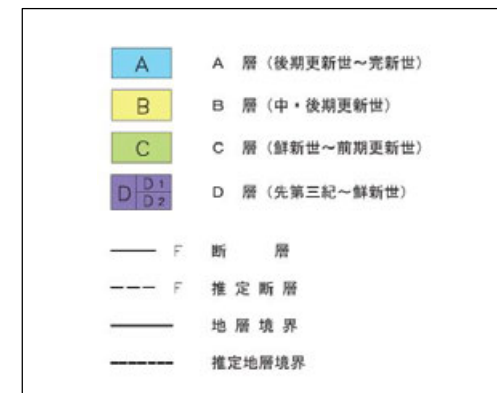 A A 層（後期更新世～完新世）
B B 層（中・後期更新世）
C C 層（鮮新世～前期更新世）
D D1 D2 D 層（先第三紀～鮮新世）
F 断 層
F 推 定 断 層
地 層 境 界
推定地層境界